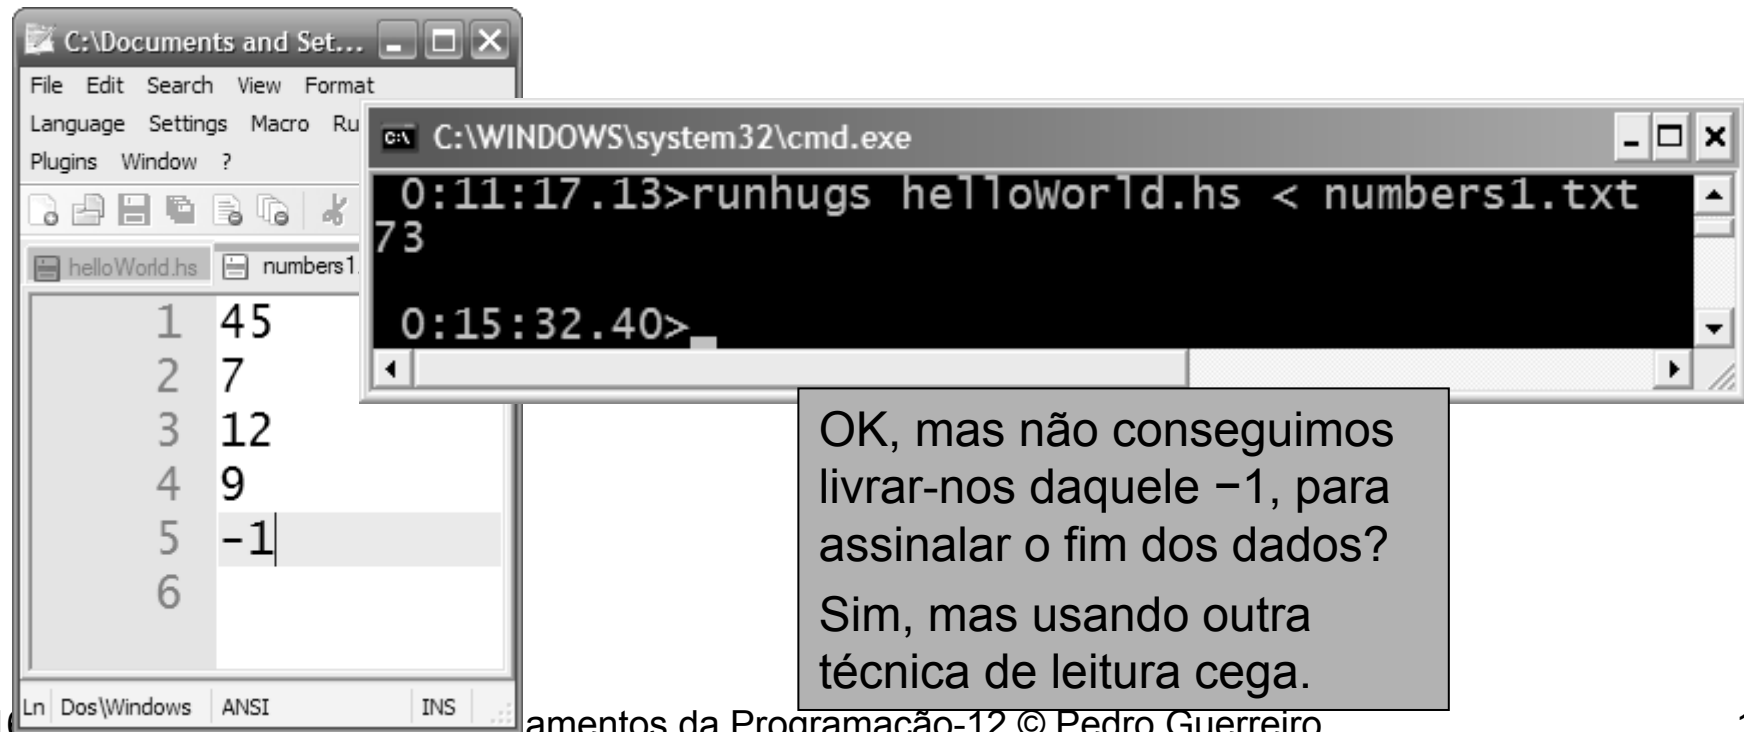 C:\Documents and Set...
File Edit Search View Format
Language Settings Macro Ru
Plugins Window ?
helloWorld.hs numbers1.
1 45
2 7
3 12
4 9
5 -1
6
Ln Dos\Windows ANSI INS
C:\WINDOWS\system32\cmd.exe
0:11:17.13>runhugs helloWorld.hs < numbers1.txt
73
0:15:32.40>_
OK, mas não conseguimos
livrar-nos daquele −1, para
assinalar o fim dos dados?
Sim, mas usando outra
técnica de leitura cega.
amentos da Programação-12 © Pedro Guerreiro